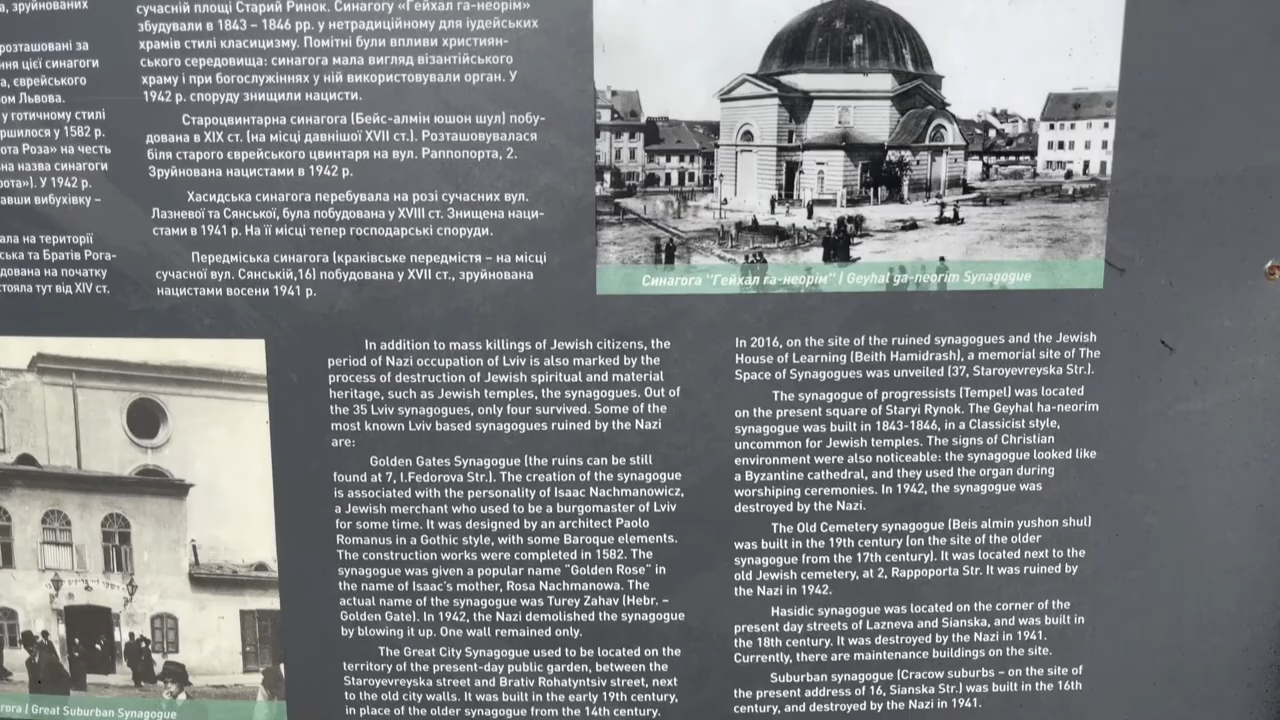 а, зруйнованих
розташовані за
ння цієї синагоги
а, єврейського
ом Львова.
у готичному стилі
ршилося у 1582 р.
ота Роза» на честь
на назва синагоги
рота»). У 1942 р.
авши вибухівку –
ала на території
ська та Братів Рога-
дована на початку
тояла тут від XIV ст.
сучасній площі Старий Ринок. Синагогу «Гейхал га-неорім»
збудували в 1843 – 1846 рр. у нетрадиційному для іудейських
храмів стилі класицизму. Помітні були впливи християн-
ського середовища: синагога мала вигляд візантійського
храму і при богослужіннях у ній використовували орган. У
1942 р. споруду знищили нацисти.
Староцвинтарна синагога (Бейс-алмін юшон шул) побу-
дована в XIX ст. (на місці давнішої XVII ст.). Розташовувалася
біля старого єврейського цвинтаря на вул. Раппопорта, 2.
Зруйнована нацистами в 1942 р.
Хасидська синагога перебувала на розі сучасних вул.
Лазневої та Сянської, була побудована у XVIII ст. Знищена наци-
стами в 1941 р. На її місці тепер господарські споруди.
Передміська синагога (краківське передмістя – на місці
сучасної вул. Сянській,16) побудована у XVII ст., зруйнована
нацистами восени 1941 р.
Синагога "Гейхал га-неорім" | Geyhal ga-neorim Synagogue
рога | Great Suburban Synagogue
In addition to mass killings of Jewish citizens, the
period of Nazi occupation of Lviv is also marked by the
process of destruction of Jewish spiritual and material
heritage, such as Jewish temples, the synagogues. Out of
the 35 Lviv synagogues, only four survived. Some of the
most known Lviv based synagogues ruined by the Nazi
are:
Golden Gates Synagogue (the ruins can be still
found at 7, I.Fedorova Str.). The creation of the synagogue
is associated with the personality of Isaac Nachmanowicz,
a Jewish merchant who used to be a burgomaster of Lviv
for some time. It was designed by an architect Paolo
Romanus in a Gothic style, with some Baroque elements.
The construction works were completed in 1582. The
synagogue was given a popular name "Golden Rose" in
the name of Isaac's mother, Rosa Nachmanowa. The
actual name of the synagogue was Turey Zahav (Hebr. –
Golden Gate). In 1942, the Nazi demolished the synagogue
by blowing it up. One wall remained only.
The Great City Synagogue used to be located on the
territory of the present-day public garden, between the
Staroyevreyska street and Brativ Rohatyntsiv street, next
to the old city walls. It was built in the early 19th century,
in place of the older synagogue from the 14th century.
In 2016, on the site of the ruined synagogues and the Jewish
House of Learning (Beith Hamidrash), a memorial site of The
Space of Synagogues was unveiled (37, Staroyevreyska Str.).
The synagogue of progressists (Tempel) was located
on the present square of Staryi Rynok. The Geyhal ha-neorim
synagogue was built in 1843-1846, in a Classicist style,
uncommon for Jewish temples. The signs of Christian
environment were also noticeable: the synagogue looked like
a Byzantine cathedral, and they used the organ during
worshiping ceremonies. In 1942, the synagogue was
destroyed by the Nazi.
The Old Cemetery synagogue (Beis almin yushon shul)
was built in the 19th century (on the site of the older
synagogue from the 17th century). It was located next to the
old Jewish cemetery, at 2, Rappoporta Str. It was ruined by
the Nazi in 1942.
Hasidic synagogue was located on the corner of the
present day streets of Lazneva and Sianska, and was built in
the 18th century. It was destroyed by the Nazi in 1941.
Currently, there are maintenance buildings on the site.
Suburban synagogue (Cracow suburbs – on the site of
the present address of 16, Sianska Str.) was built in the 16th
century, and destroyed by the Nazi in 1941.